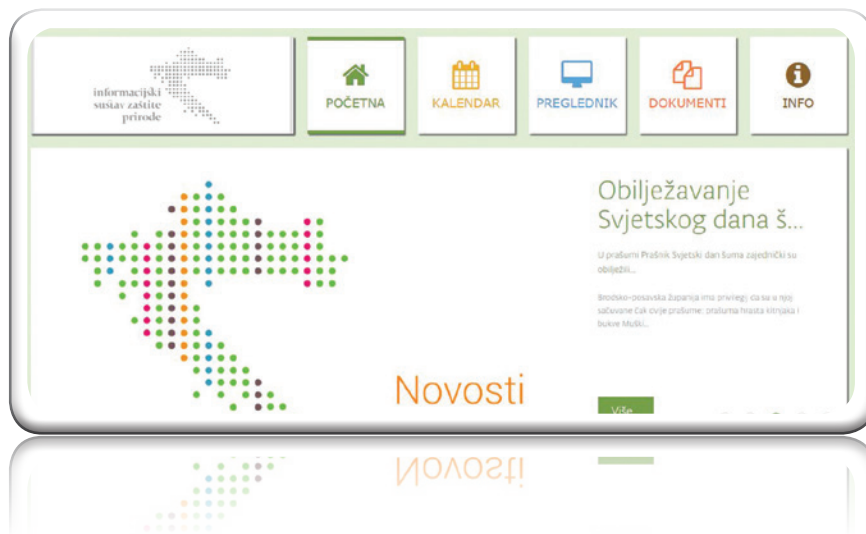 informacijski
sustav zaštite
prirode
POČETNA
KALENDAR
PREGLEDNIK
DOKUMENTI
INFO
Obilježavanje
Svjetskog dana š...
U prašumi Prašnik Svjetski dan šuma zajednički su
obilježili...
Brodsko-posavska županija ima privilegij da su u njoj
sačuvane čak dvije prašume: prašuma hrasta kitnjaka i
bukve Muški...
Novosti
Više